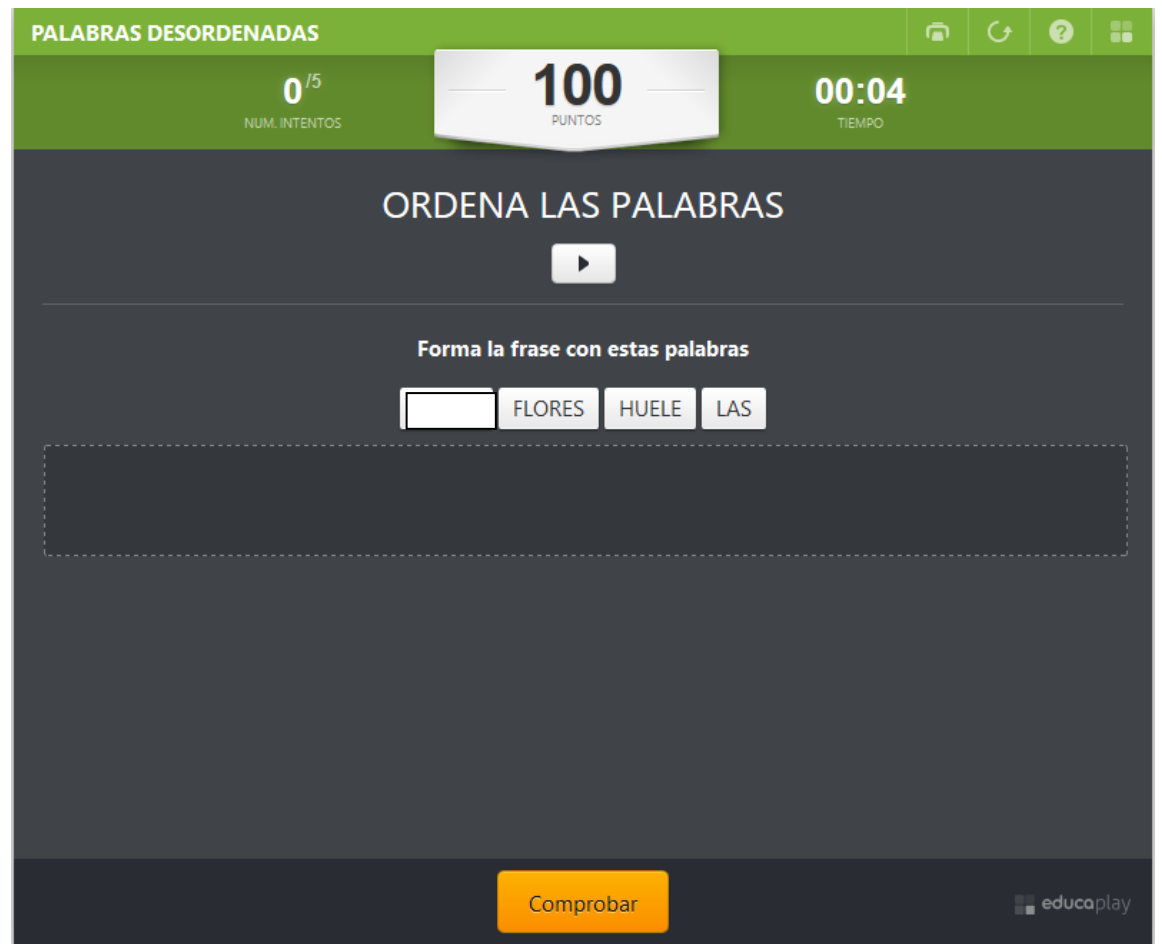 PALABRAS DESORDENADAS
?
0/5
NUM. INTENTOS
100
PUNTOS
00:04
TIEMPO
ORDENA LAS PALABRAS
Forma la frase con estas palabras
FLORES HUELE LAS
Comprobar
educaplay